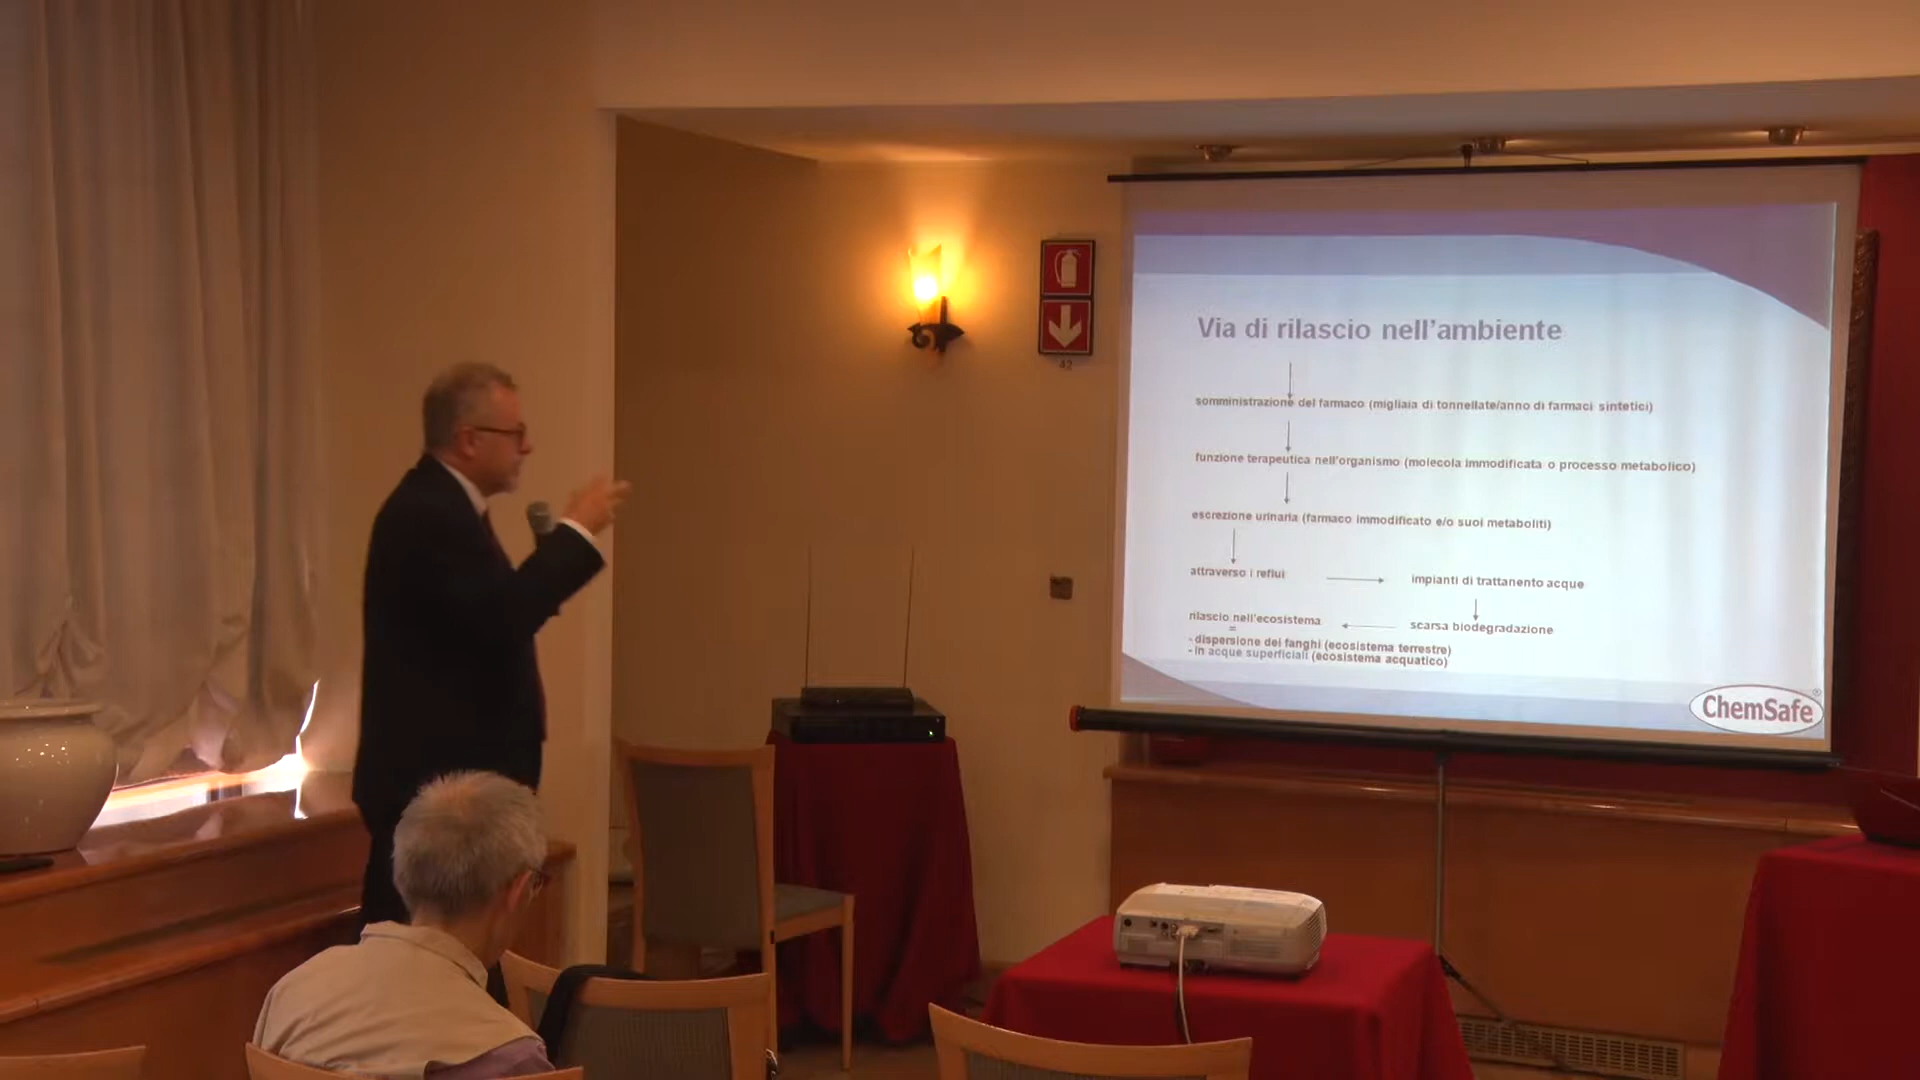 42
Via di rilascio nell'ambiente
somministrazione del farmaco (migliaia di tonnellate/anno di farmaci sintetici)
funzione terapeutica nell'organismo (molecola immodificata o processo metabolico)
escrezione urinaria (farmaco immodificato e/o suoi metaboliti)
attraverso i reflui
impianti di trattanento acque
rilascio nell'ecosistema
scarsa biodegradazione
=
- dispersione dei fanghi (ecosistema terrestre)
- in acque superficiali (ecosistema acquatico)
ChemSafe®